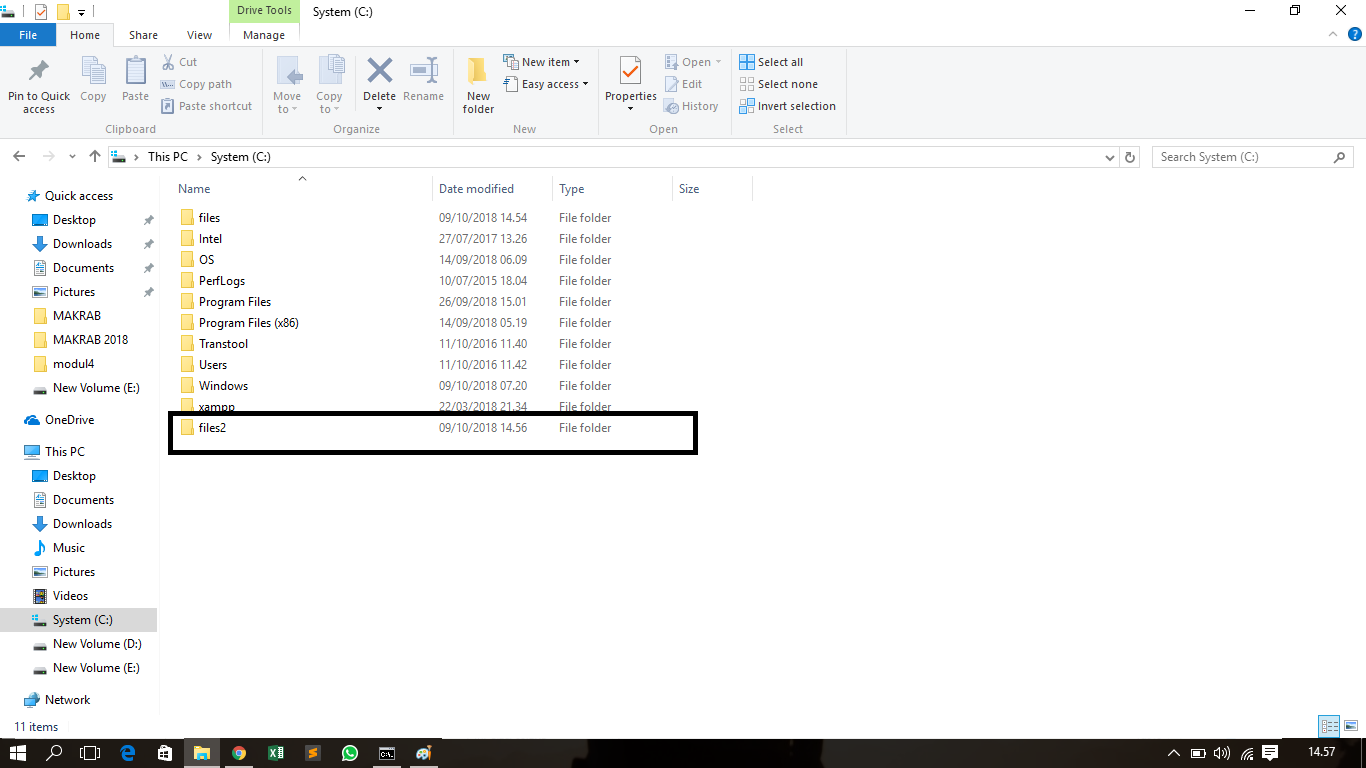 Drive Tools System (C:)
File Home Share View Manage
Pin to Quick access
Copy
Paste
Cut
Copy path
Paste shortcut
Clipboard
Move to
Copy to
Delete
Rename
Organize
New folder
New item
Easy access
New
Properties
Open
Edit
History
Open
Select all
Select none
Invert selection
Select
This PC > System (C:)
Search System (C:)
Name Date modified Type Size
files 09/10/2018 14.54 File folder
Intel 27/07/2017 13.26 File folder
OS 14/09/2018 06.09 File folder
PerfLogs 10/07/2015 18.04 File folder
Program Files 26/09/2018 15.01 File folder
Program Files (x86) 14/09/2018 05.19 File folder
Transtool 11/10/2016 11.40 File folder
Users 11/10/2016 11.42 File folder
Windows 09/10/2018 07.20 File folder
xampp 22/03/2018 21.34 File folder
files2 09/10/2018 14.56 File folder
Quick access
Desktop
Downloads
Documents
Pictures
MAKRAB
MAKRAB 2018
modul4
New Volume (E:)
OneDrive
This PC
Desktop
Documents
Downloads
Music
Pictures
Videos
System (C:)
New Volume (D:)
New Volume (E:)
Network
11 items
14.57